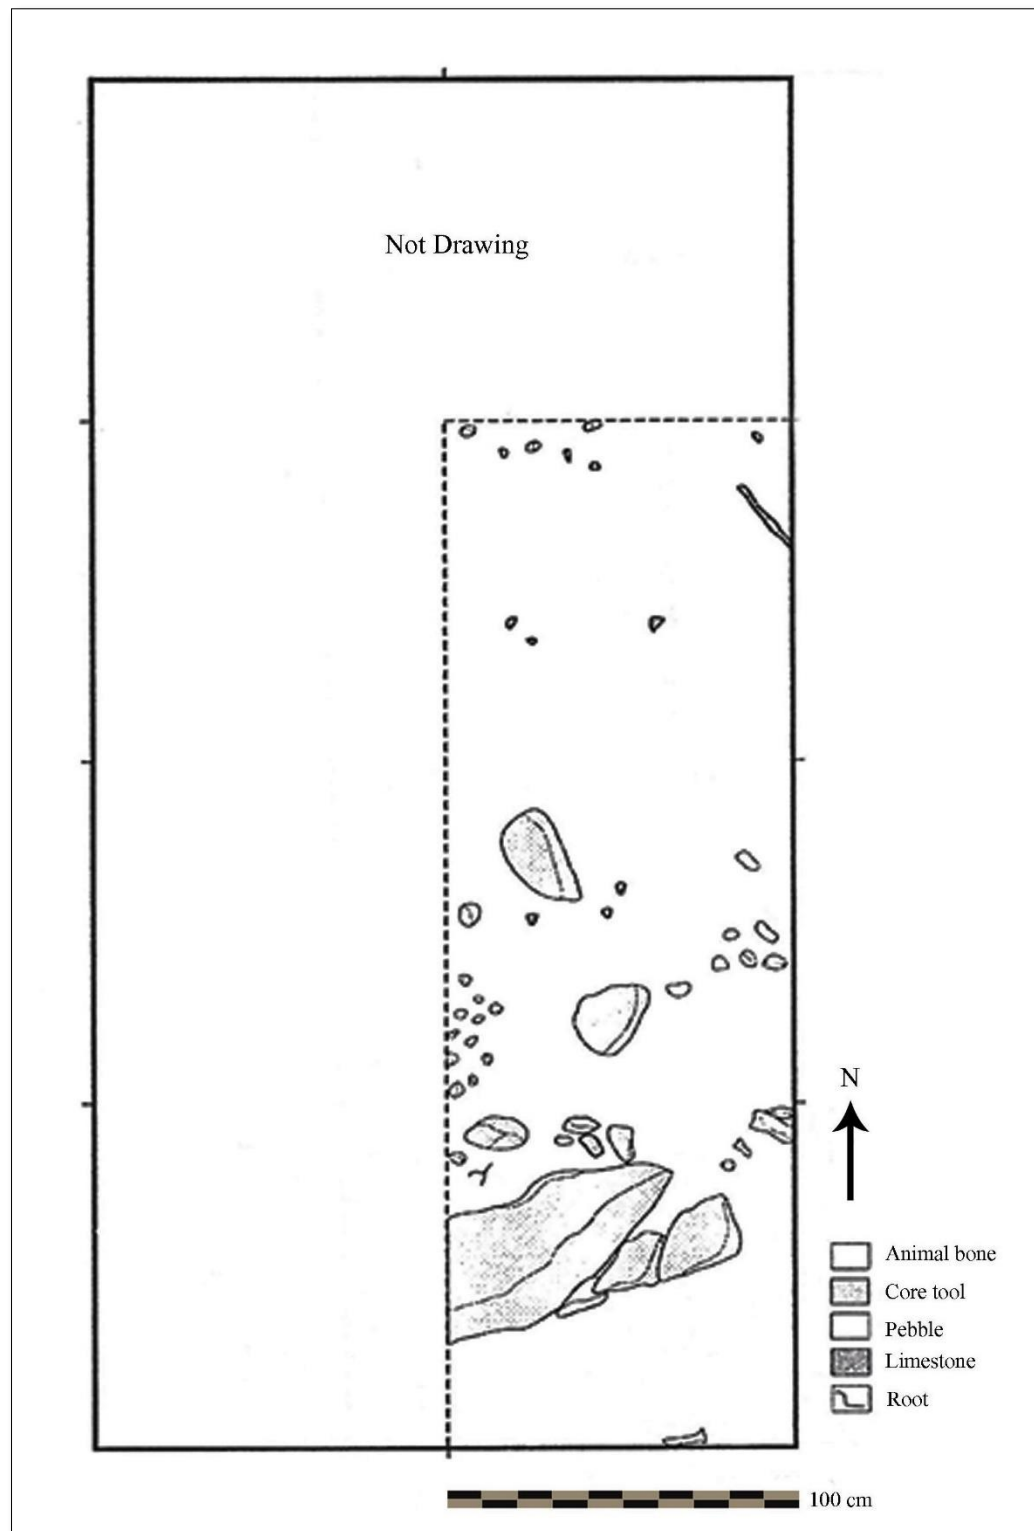 Not Drawing
N
Animal bone
Core tool
Pebble
Limestone
Root
100 cm